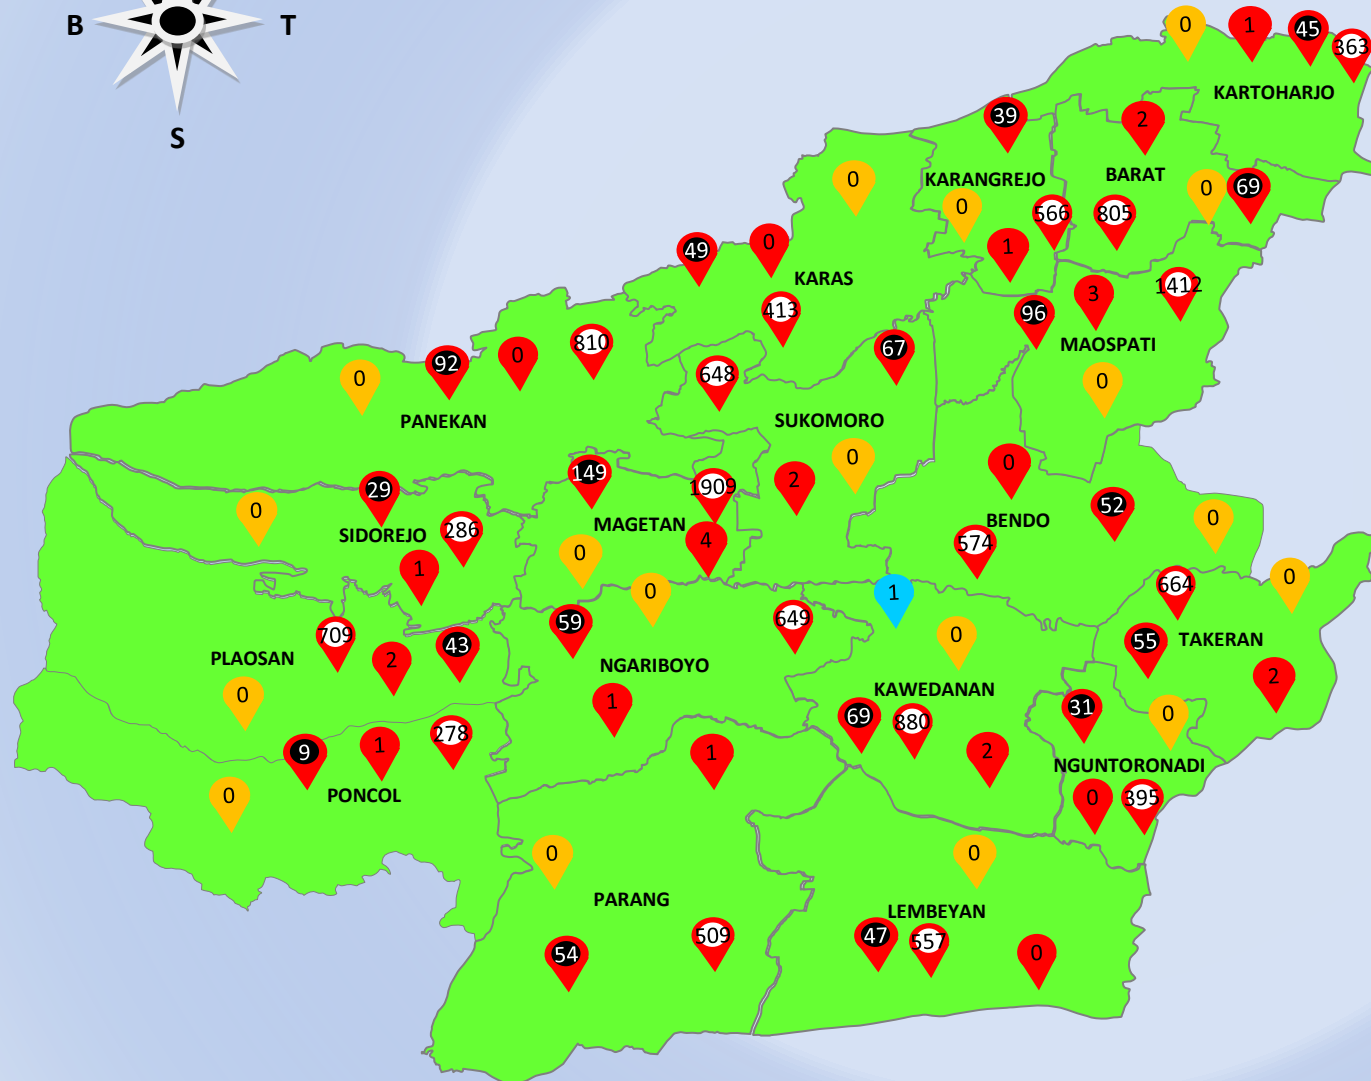 B T
S
0 1 45 363
KARTOHARJO
39 2
0 KARANGREJO BARAT
0 566 805 0 69
49 0 1
KARAS 3 1412
413 96
MAOSPATI
810 67
92 0 648 0
0
PANEKAN SUKOMORO
0
149 1909 2 0
29 52
0 MAGETAN BENDO 0
SIDOREJO 286 4 574
0
1 664 0
0 1
59 649 0 55 TAKERAN
709 43
PLAOSAN 2 NGARIBOYO 2
0 KAWEDANAN
1 69 880 31 0
278
9 1 1 2
NGUNTORONADI
0 PONCOL 0 395
0 0
PARANG
LEMBEYAN
54 509 47 557 0